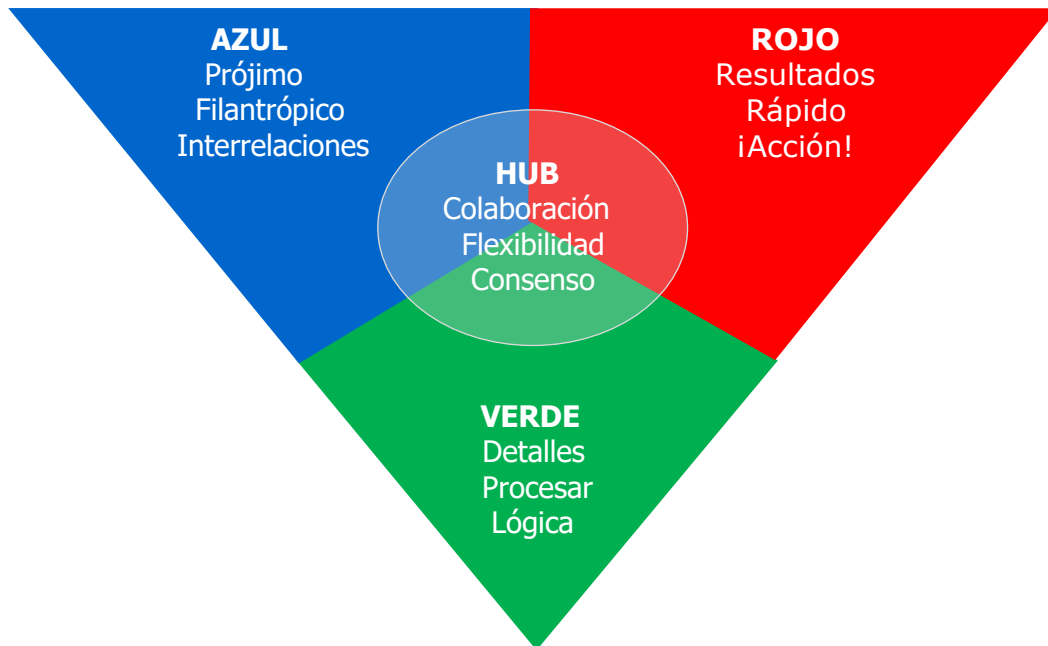 AZUL
Prójimo
Filantrópico
Interrelaciones
ROJO
Resultados
Rápido
¡Acción!
HUB
Colaboración
Flexibilidad
Consenso
VERDE
Detalles
Procesar
Lógica